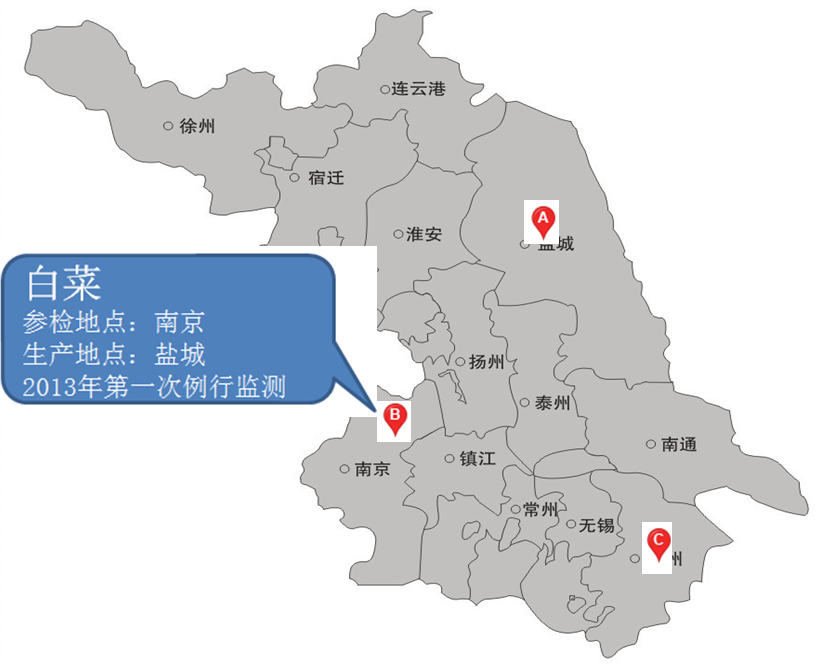 连云港
徐州
宿迁
A
淮安
盐城
白菜
参检地点：南京
生产地点：盐城
2013年第一次例行监测
扬州
泰州
B
南通
镇江
南京
常州
无锡
C
州